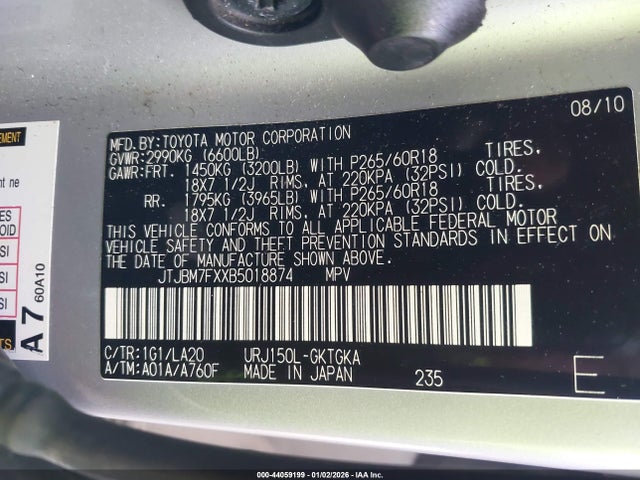 08/10
MFD.BY:TOYOTA MOTOR CORPORATION
GVWR:2990KG (6600LB)
GAWR:FRT. 1450KG (3200LB) WITH P265/60R18 TIRES,
18X7 1/2J RIMS, AT 220KPA (32PSI) COLD.
RR. 1795KG (3965LB) WITH P265/60R18 TIRES,
18X7 1/2J RIMS, AT 220KPA (32PSI) COLD.
THIS VEHICLE CONFORMS TO ALL APPLICABLE FEDERAL MOTOR
VEHICLE SAFETY AND THEFT PREVENTION STANDARDS IN EFFECT ON
THE DATE OF MANUFACTURE SHOWN ABOVE.
JTJBM7FXXB5018874 MPV
C/TR:1G1/LA20 URJ150L-GKTGKA
A/TM:A01A/A760F MADE IN JAPAN 235 E
A 7 60A10
000-44059199 | 01/02/2026 - IAA Inc.